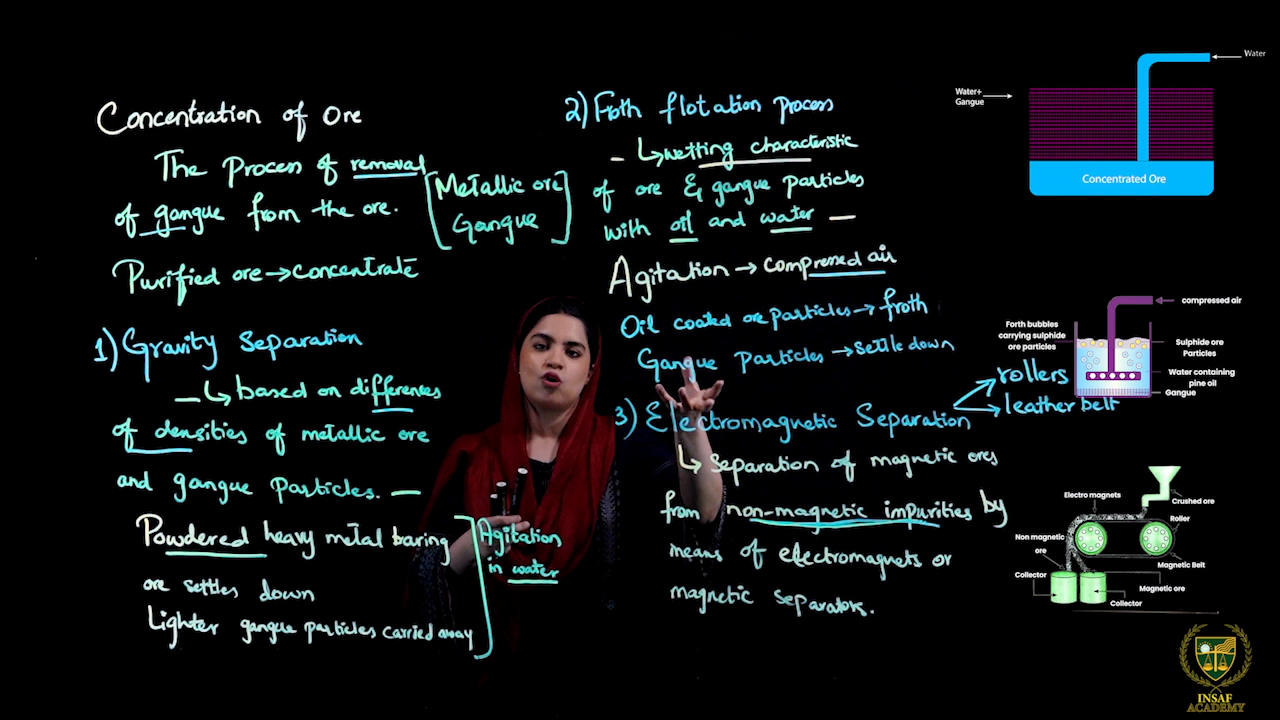 Concentration of Ore
The Process of removal
of gangue from the ore.
[Metallic ore
Gangue]
Purified ore → concentrate
1) Gravity Separation
↳ based on differences
of densities of metallic ore
and gangue particles.
Powdered heavy metal baring
ore settles down
Lighter gangue particles carried away
Agitation
in water
2) Froth flotation process
↳ wetting characteristic
of ore & gangue particles
with oil and water
Agitation → compressed air
Oil coated ore particles → froth
Gangue Particles → settle down
3) Electromagnetic Separation
rollers
leather belt
↳ Separation of magnetic ores
from non-magnetic impurities by
means of electromagnets or
magnetic separators.
Water
Water+
Gangue
Concentrated Ore
compressed air
Forth bubbles
carrying sulphide
ore particles
Sulphide ore
Particles
Water containing
pine oil
Gangue
Electro magnets
Crushed ore
Roller
Non magnetic
ore
Magnetic Belt
Collector
Magnetic ore
Collector
INSAF
ACADEMY